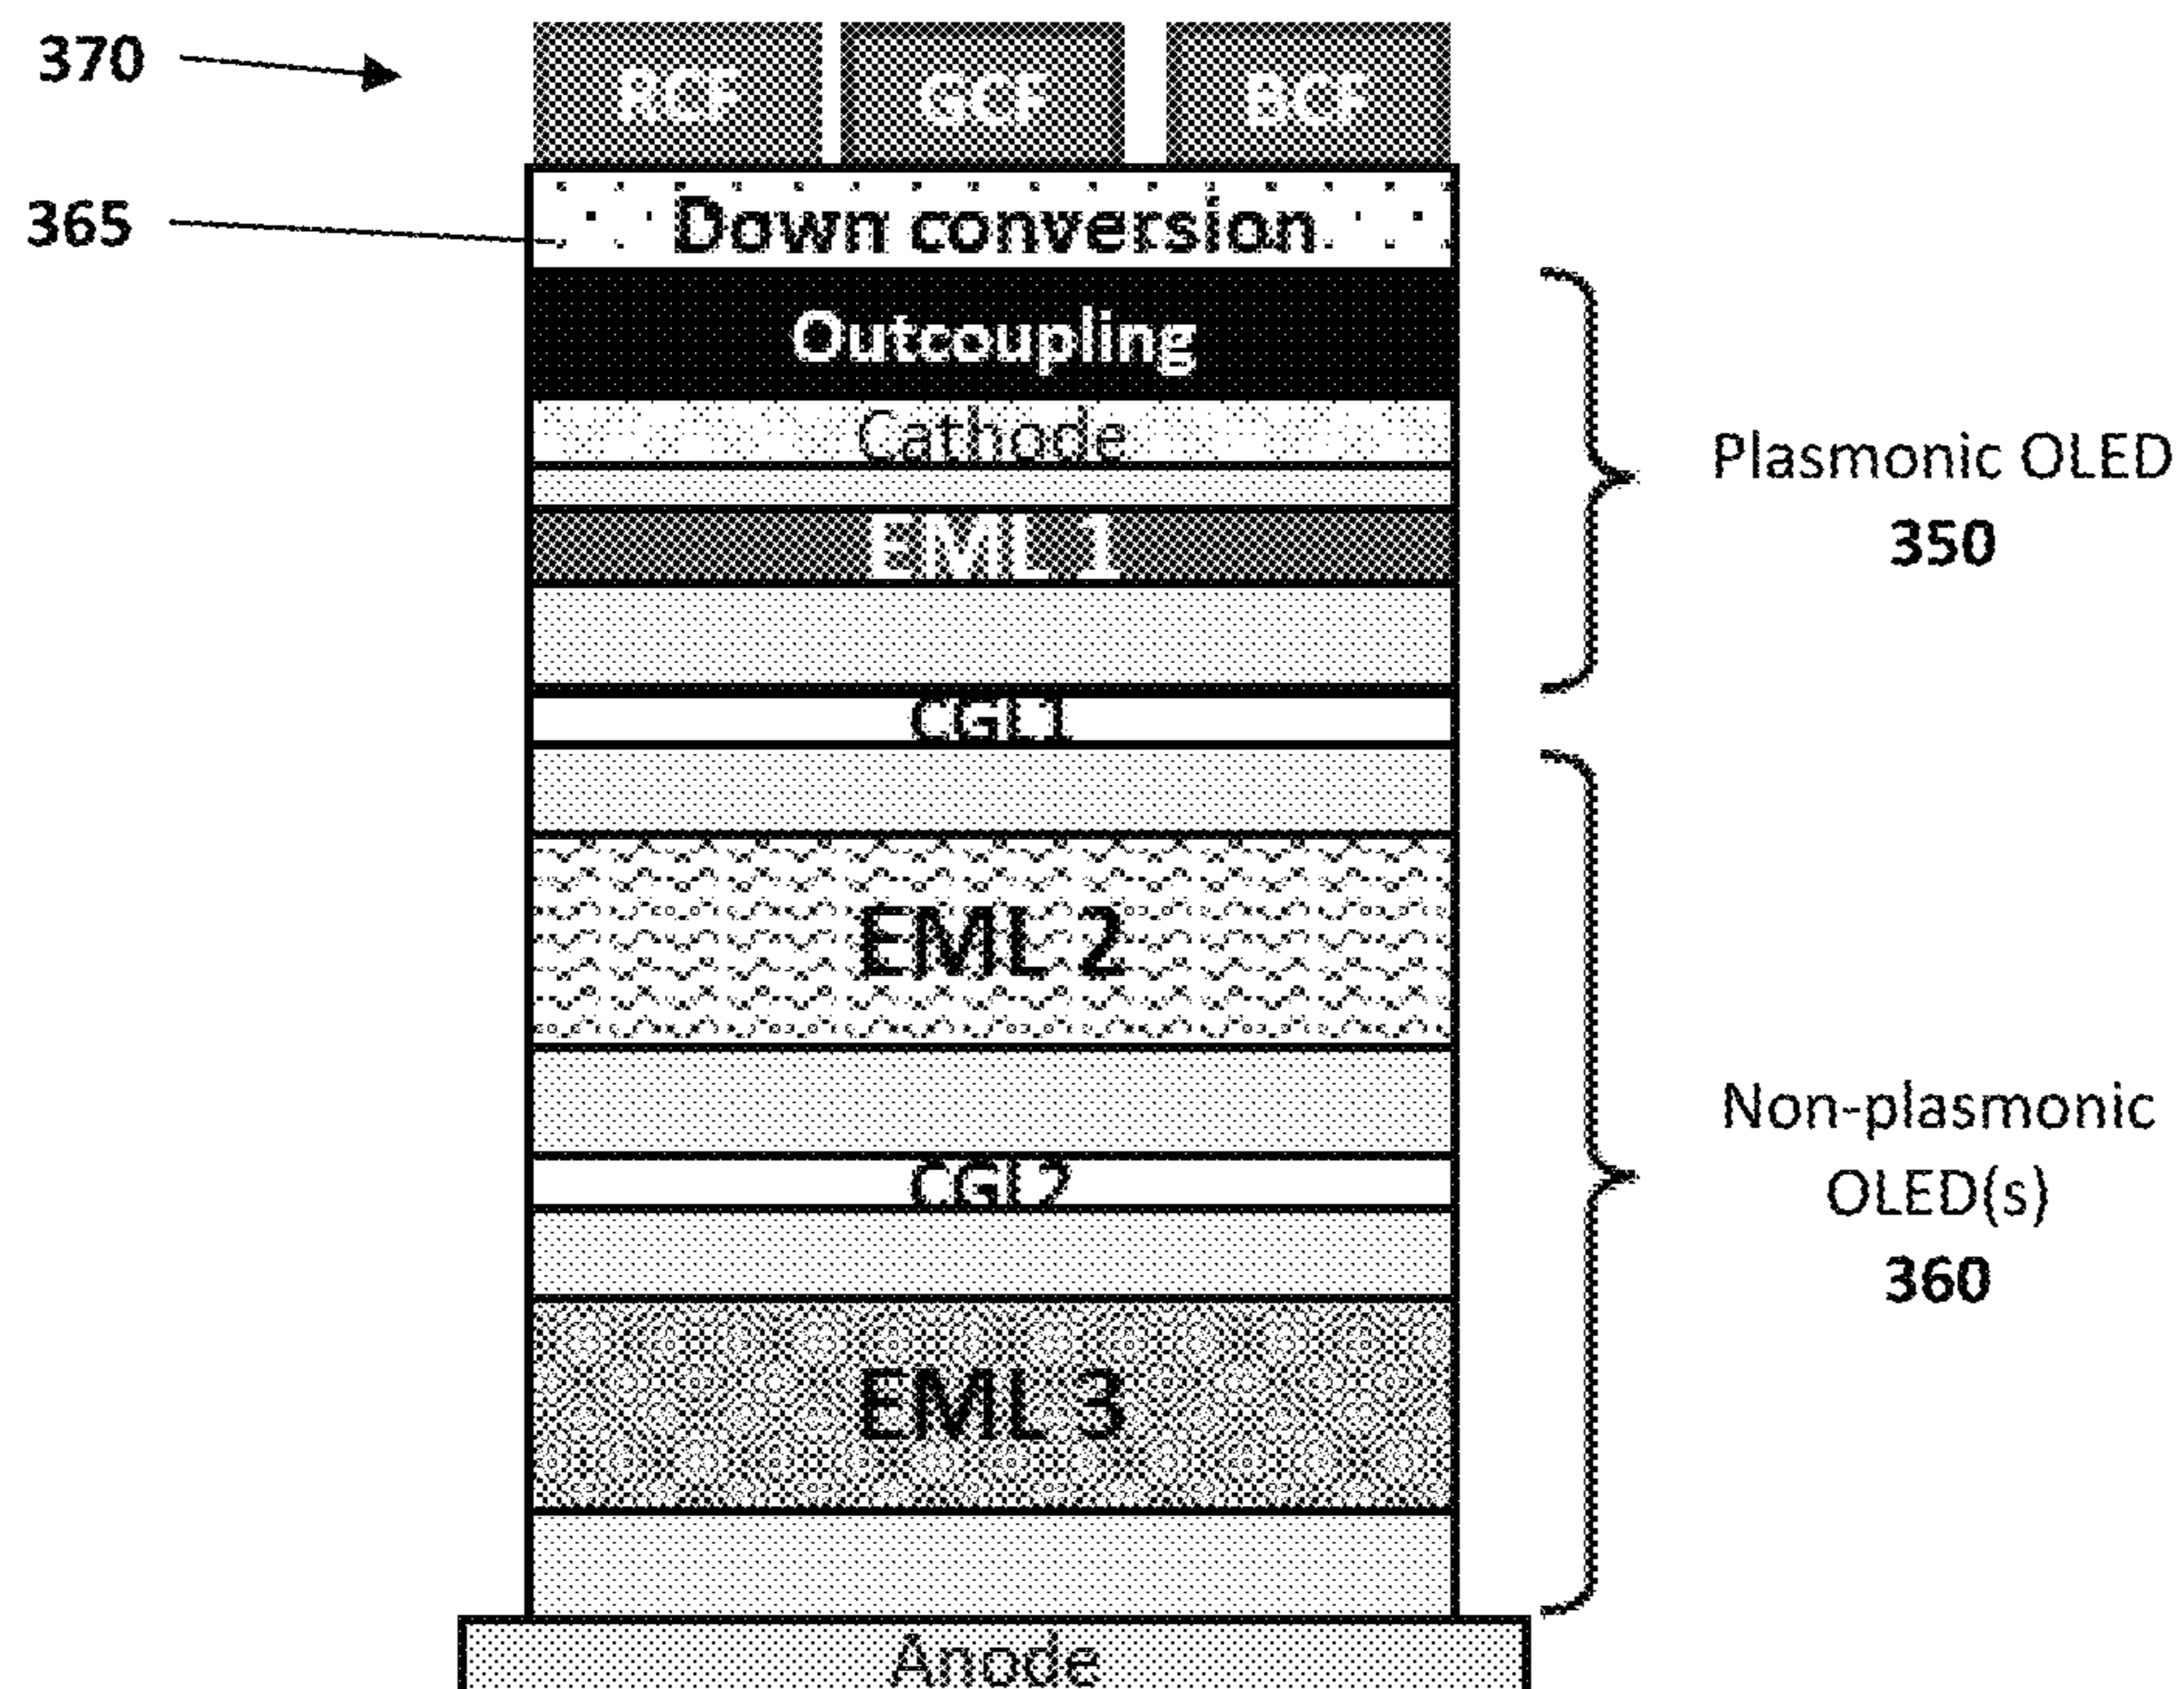 370
RCF GCF BCF
365
Down conversion
Outcoupling
Cathode
EML 1
Plasmonic OLED
350
CGL1
EML 2
CGL2
Non-plasmonic
OLED(s)
360
EML 3
Anode